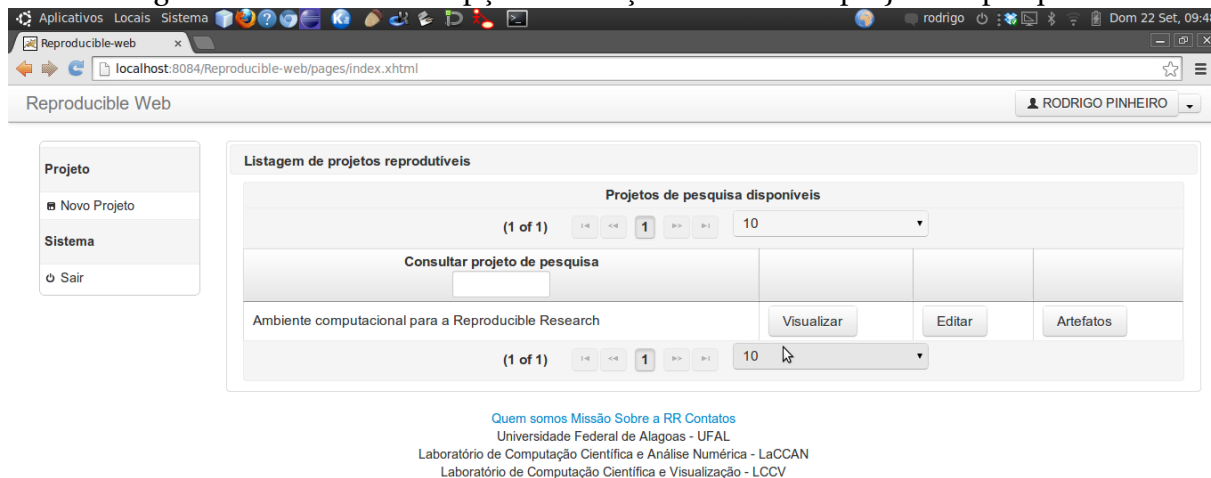 Aplicativos Locais Sistema rodrigo Dom 22 Set, 09:48
Reproducible-web x
localhost:8084/Reproducible-web/pages/index.xhtml
Reproducible Web RODRIGO PINHEIRO
Projeto
Novo Projeto
Sistema
Sair
Listagem de projetos reprodutíveis
Projetos de pesquisa disponíveis
(1 of 1) 1 10
Consultar projeto de pesquisa
Ambiente computacional para a Reproducible Research Visualizar Editar Artefatos
(1 of 1) 1 10
Quem somos Missão Sobre a RR Contatos
Universidade Federal de Alagoas - UFAL
Laboratório de Computação Científica e Análise Numérica - LaCCAN
Laboratório de Computação Científica e Visualização - LCCV